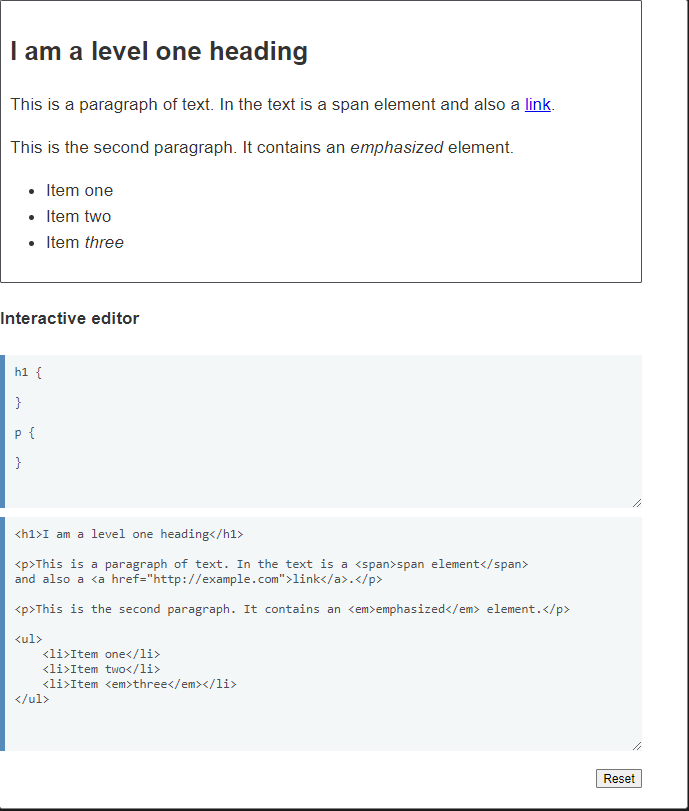 I am a level one heading
This is a paragraph of text. In the text is a span element and also a link.
This is the second paragraph. It contains an emphasized element.
• Item one
• Item two
• Item three
Interactive editor
h1 {
}
p {
}
<h1>I am a level one heading</h1>
<p>This is a paragraph of text. In the text is a <span>span element</span>
and also a <a href="http://example.com">link</a>.</p>
<p>This is the second paragraph. It contains an <em>emphasized</em> element.</p>
<ul>
    <li>Item one</li>
    <li>Item two</li>
    <li>Item <em>three</em></li>
</ul>
Reset